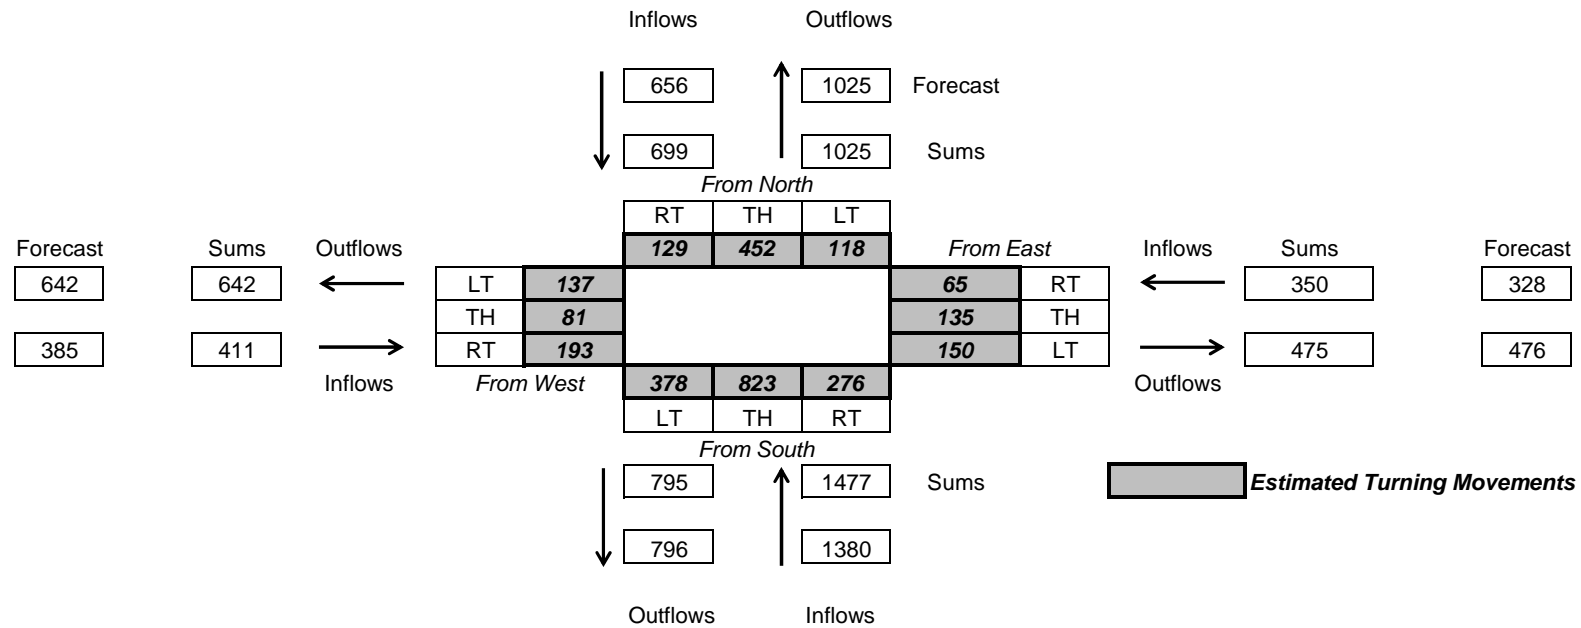 Inflows Outflows
656 1025 Forecast
699 1025 Sums
From North
RT TH LT
Forecast Sums Outflows 129 452 118 From East Inflows Sums Forecast
642 642 LT 137 65 RT 350 328
TH 81 135 TH
385 411 RT 193 150 LT 475 476
Inflows From West 378 823 276 Outflows
LT TH RT
From South
795 1477 Sums Estimated Turning Movements
796 1380
Outflows Inflows